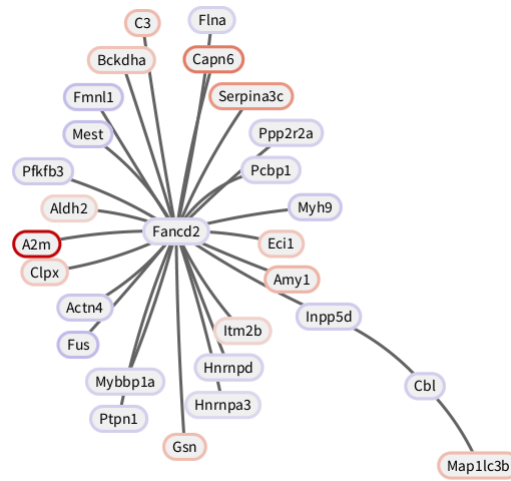 C3
Flna
Bckdha
Capn6
Fmnl1
Serpina3c
Mest
Ppp2r2a
Pfkfb3
Pcbp1
Aldh2
Myh9
Fancd2
A2m
Eci1
Clpx
Amy1
Actn4
Inpp5d
Itm2b
Fus
Hnrnpd
Mybbp1a
Cbl
Hnrnpa3
Ptpn1
Gsn
Map1lc3b